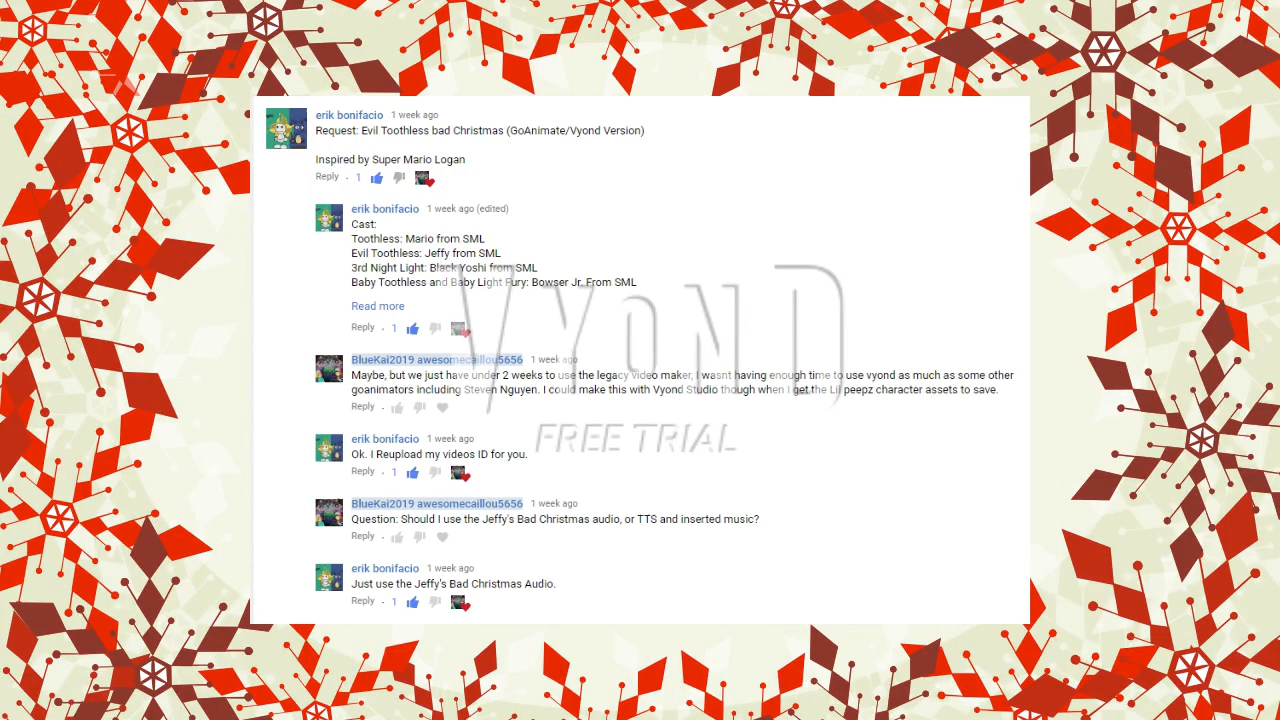 erik bonifacio 1 week ago
Request: Evil Toothless bad Christmas (GoAnimate/Vyond Version)
Inspired by Super Mario Logan
Reply · 1
erik bonifacio 1 week ago (edited)
Cast:
Toothless: Mario from SML
Evil Toothless: Jeffy from SML
3rd Night Light: Black Yoshi from SML
Baby Toothless and Baby Light Fury: Bowser Jr. From SML
Read more
Reply · 1
BlueKai2019 awesomecaillou5656 1 week ago
Maybe, but we just have under 2 weeks to use the legacy video maker, I wasnt having enough time to use vyond as much as some other
goanimators including Steven Nguyen. I could make this with Vyond Studio though when I get the Lil peepz character assets to save.
Reply ·
erik bonifacio 1 week ago
Ok. I Reupload my videos ID for you.
Reply · 1
BlueKai2019 awesomecaillou5656 1 week ago
Question: Should I use the Jeffy's Bad Christmas audio, or TTS and inserted music?
Reply ·
erik bonifacio 1 week ago
Just use the Jeffy's Bad Christmas Audio.
Reply · 1
VYOND
FREE TRIAL